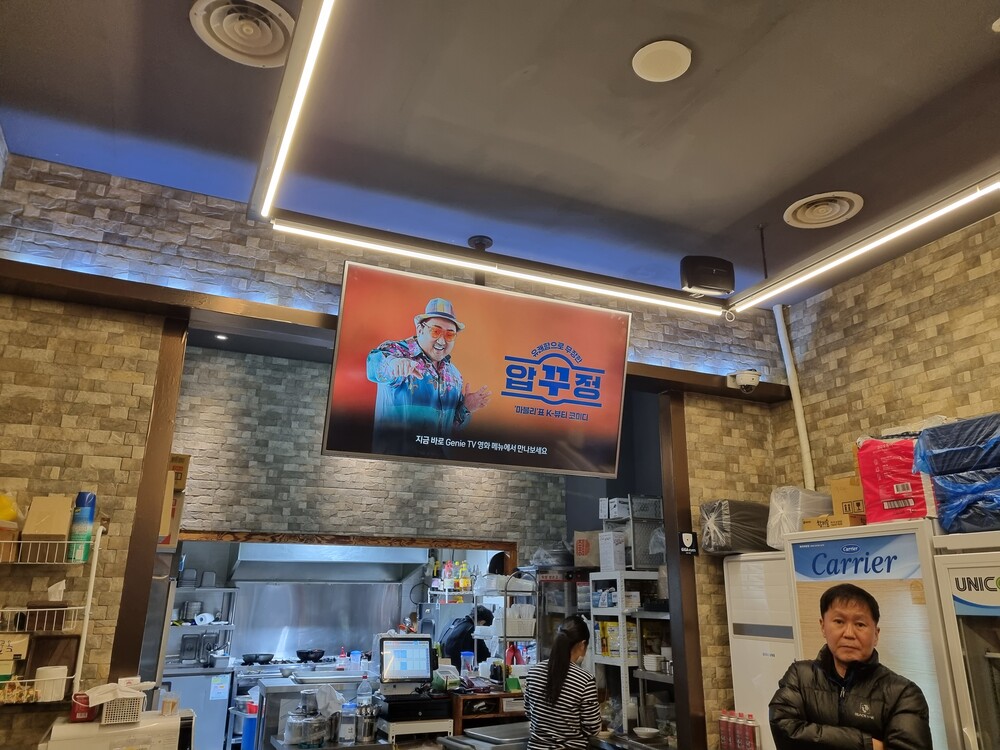 유쾌함으로 무장한
압꾸정
'마블리'표 K-뷰티 코미디
지금 바로 Genie TV 영화 메뉴에서 만나보세요
Carrier
Carrier
UNIC